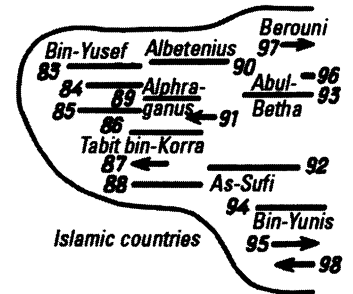 Berouni
97
Bin-Yusef Albetenius
83 90 96
84 Alphra- Abul- 93
89 ganus Betha
85 91
86
Tabit bin-Korra
87 92
88 As-Sufi
94
Bin-Yunis
Islamic countries 95
98